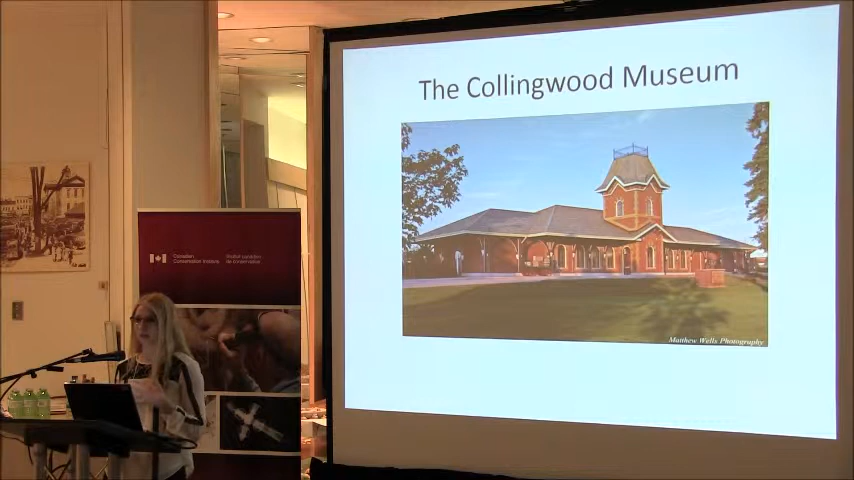 The Collingwood Museum
Matthew Wells Photography
Canadian Institut canadien
Conservation Institute de conservation